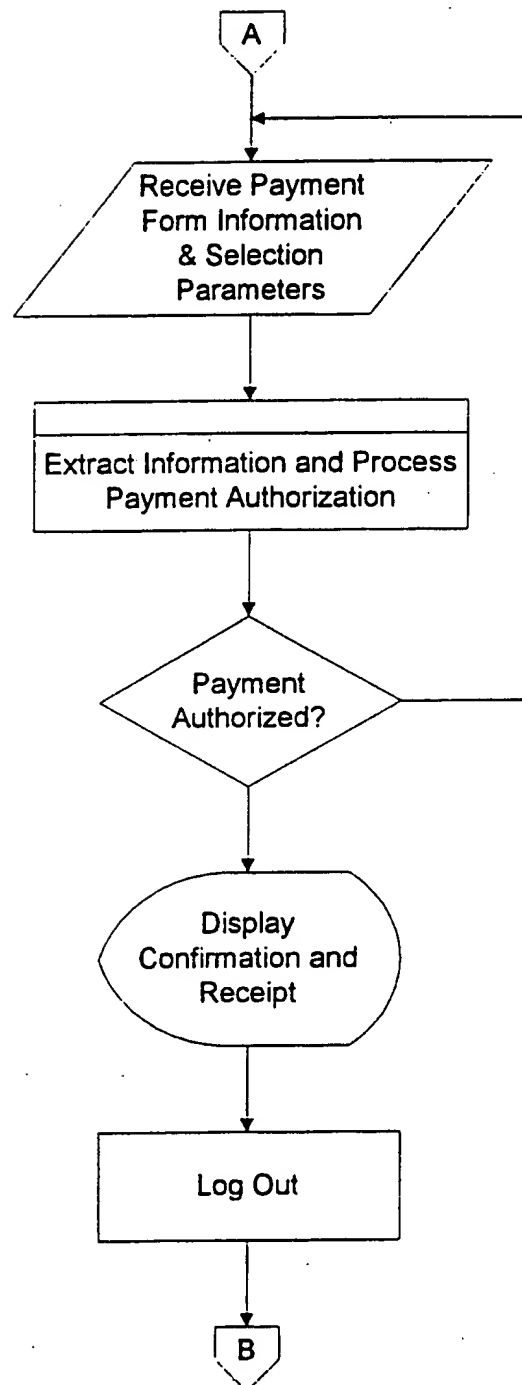 A
Receive Payment
Form Information
& Selection
Parameters
Extract Information and Process
Payment Authorization
Payment
Authorized?
Display
Confirmation and
Receipt
Log Out
B